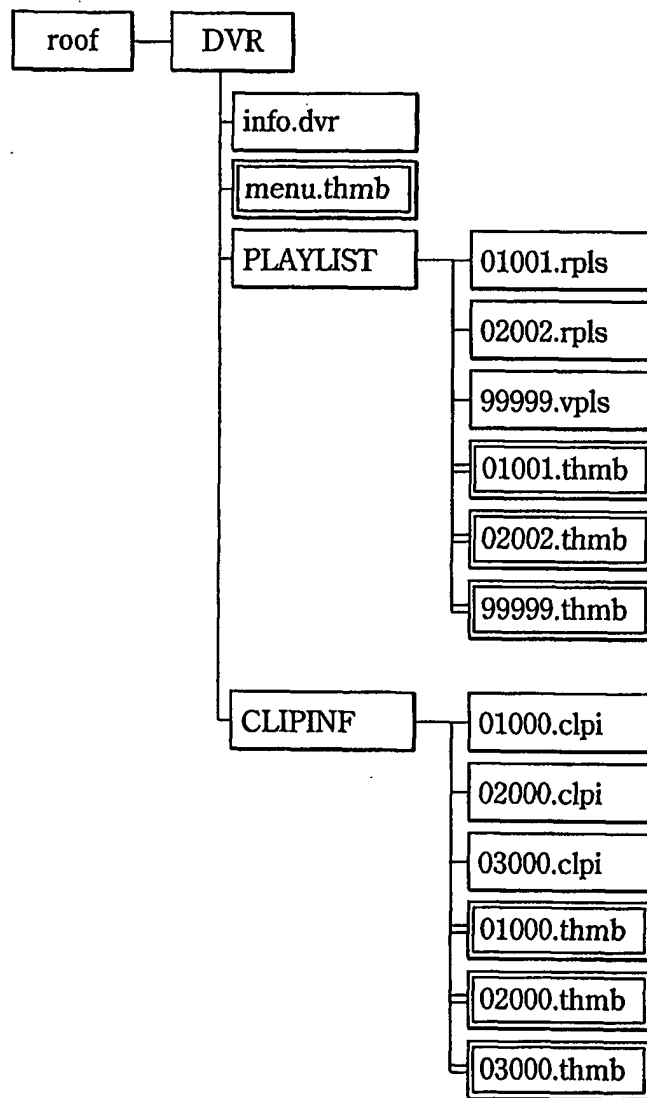 roof
DVR
info.dvr
menu.thmb
PLAYLIST
01001.rpls
02002.rpls
99999.vpls
01001.thmb
02002.thmb
99999.thmb
CLIPINF
01000.clpi
02000.clpi
03000.clpi
01000.thmb
02000.thmb
03000.thmb